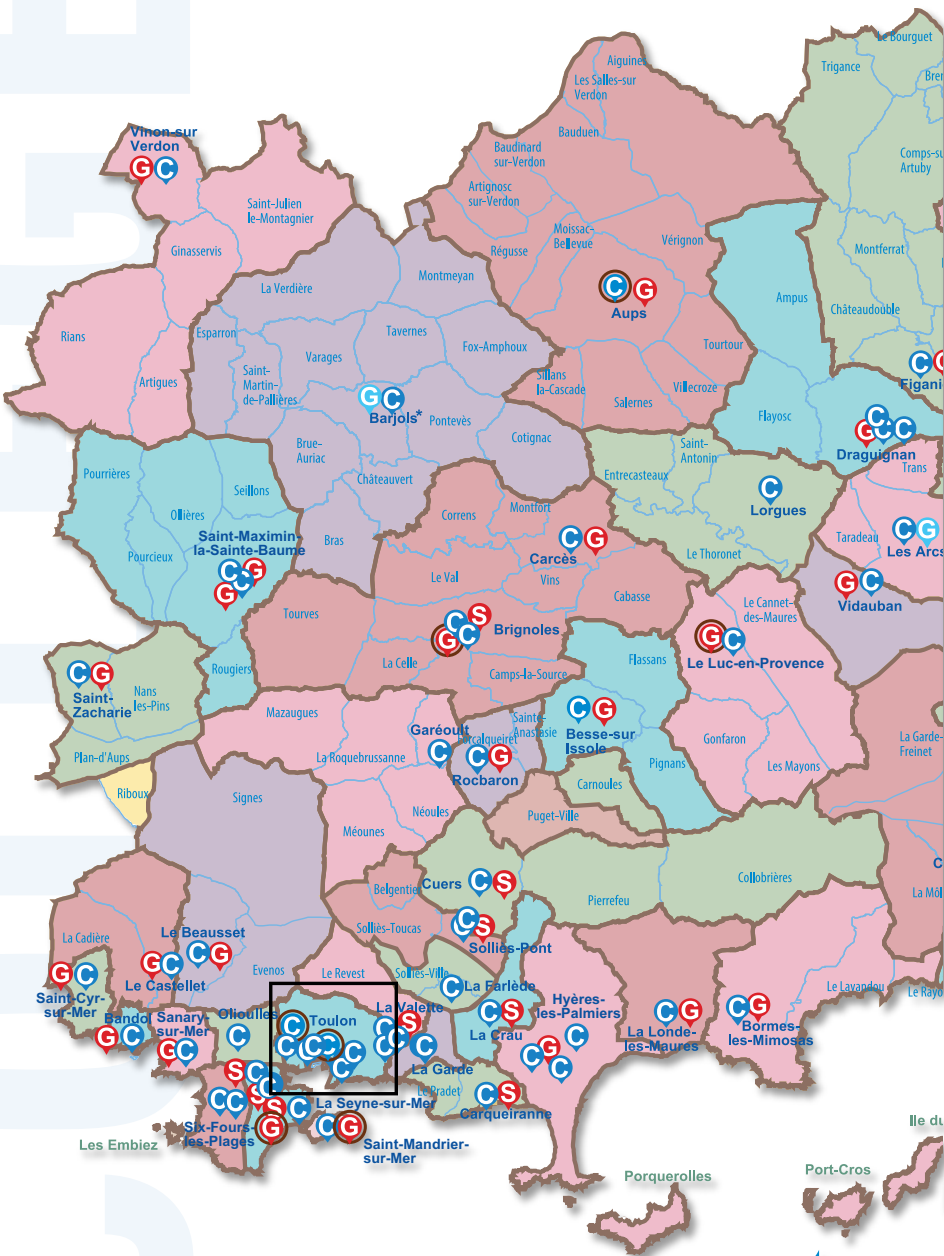 Le Bourguet
Aiguines
Trigance
Bren
Les Salles-sur
Verdon
Bauduen
Vinon-sur
Verdon
G C
Baudinard
sur-Verdon
Comps-su
Artuby
Artignosc
sur-Verdon
Saint-Julien
le-Montagnier
Moissac-
Bellevue
Vérignon
Ginasservis
Régusse
Montferrat
Montmeyan
La Verdière
C G
Aups
Ampus
Châteaudouble
Rians
Esparron
Tavernes
Fox-Amphoux
Tourtour
Varages
Saint-
Martin-
de-Pallières
C
Figani
Artigues
Sillans
la-Cascade
Villecroze
G C
Barjols*
Salernes
Pontevès
Flayosc
C
G C C
Draguignan
Brue-
Auriac
Cotignac
Saint-
Antonin
Entrecasteaux
Trans
Pourrières
Châteauvert
Seillons
C
Lorgues
Montfort
Correns
Ollières
C G
Les Arcs
Saint-Maximin-
la-Sainte-Baume
Bras
C G
Carcès
Taradeau
Pourcieux
Le Thoronet
C G
G C
Le Val
Vins
G C
Vidauban
Cabasse
Le Cannet-
des-Maures
Tourves
C S
G C
Brignoles
G C
Le Luc-en-Provence
La Celle
Camps-la-Source
Flassans
Rougiers
C G
Saint-
Zacharie
Nans
les-Pins
Mazaugues
C G
Besse-sur
Issole
Sainte-
Anastasie
Garéoult
C
Forcalqueiret
C G
Rocbaron
Gonfaron
La Garde-
Freinet
Plan-d'Aups
La Roquebrussanne
Pignans
Les Mayons
Riboux
Signes
Carnoules
Néoules
Puget-Ville
Méounes
Cuers
C S
Belgentier
Collobrières
C
La Môl
Pierrefeu
Solliès-Toucas
C
C S
Solliès-Pont
La Cadière
Le Beausset
C G
G C
Le Castellet
Evenos
Le Revest
Solliès-Ville
G C
Saint-Cyr-
sur-Mer
C
La Farlède
Le Lavandou
Le Rayo
Hyères-
les-Palmiers
C S
La Crau
C G
La Londe
les-Maures
C G
Bormes-
les-Mimosas
Bandol
G C
Sanary-
sur-Mer
G C
Ollioules
C
Toulon
C
C C C C
C C
La Valette
C S
C C
C
La Garde
G C
C C
Le Pradet
C S
Carqueiranne
S C
C
C C S
S C
La Seyne-sur-Mer
Six-Fours-
les-Plages
G
C G
Saint-Mandrier-
sur-Mer
Les Embiez
Ile du
Port-Cros
Porquerolles